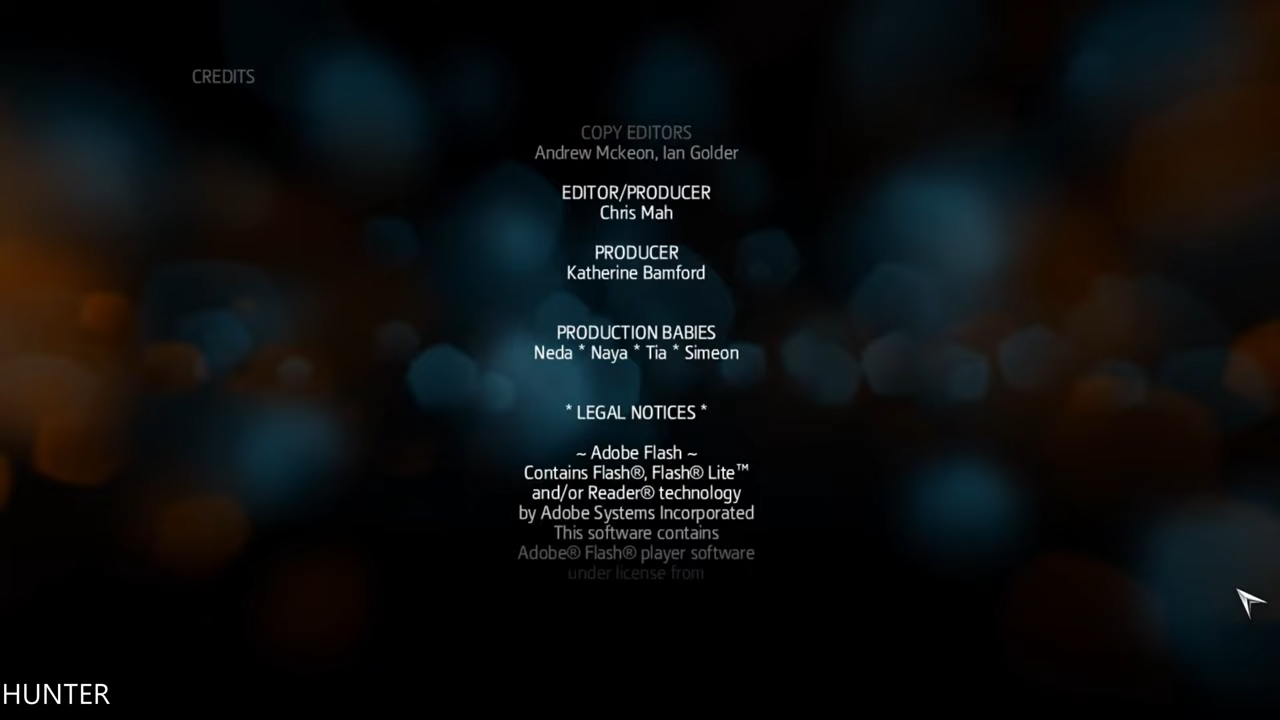 CREDITS
COPY EDITORS
Andrew Mckeon, Ian Golder
EDITOR/PRODUCER
Chris Mah
PRODUCER
Katherine Bamford
PRODUCTION BABIES
Neda * Naya * Tia * Simeon
* LEGAL NOTICES *
~ Adobe Flash ~
Contains Flash®, Flash® Lite™
and/or Reader® technology
by Adobe Systems Incorporated
This software contains
Adobe® Flash® player software
under license from
HUNTER